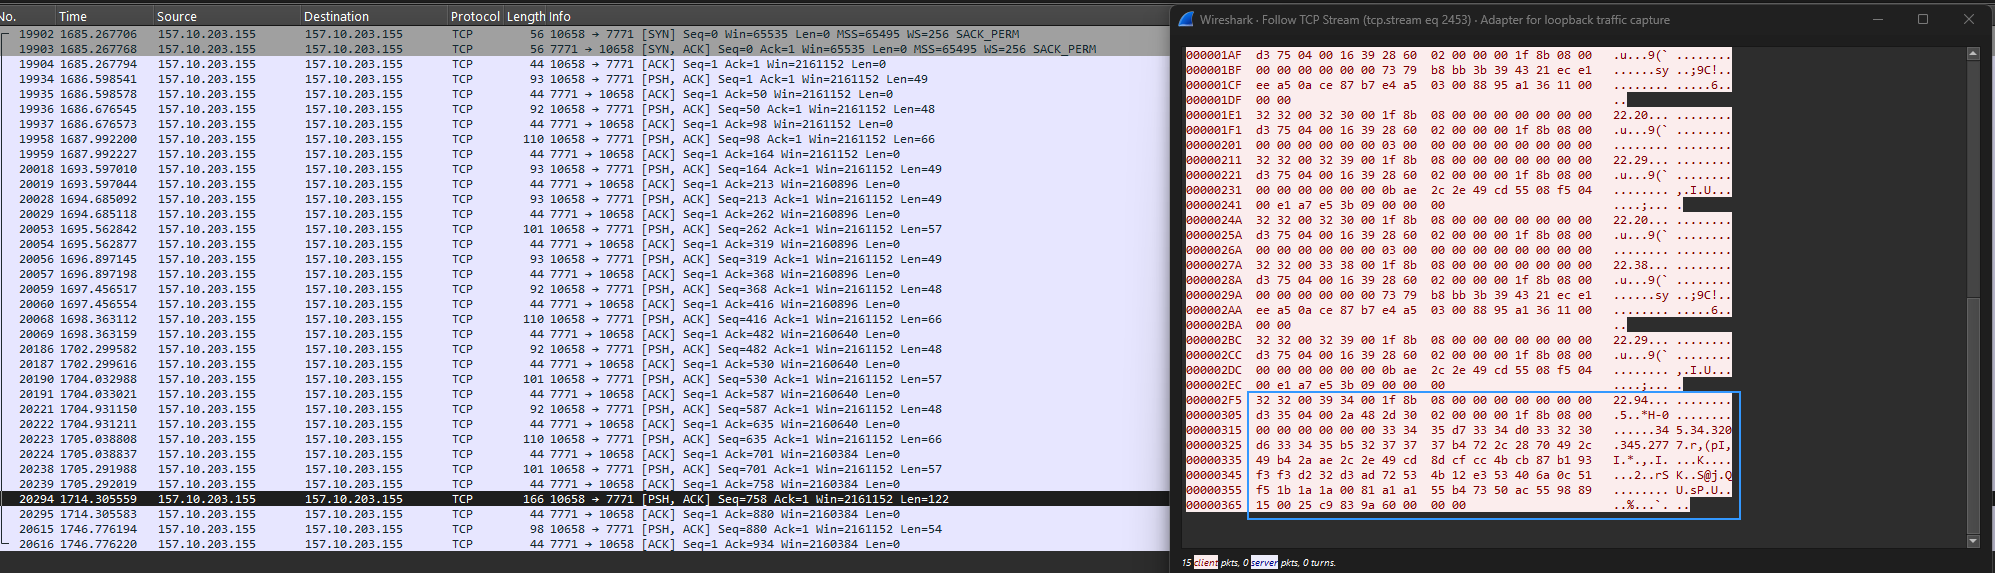 No. Time Source Destination Protocol Length Info
19902 1685.267706 157.10.203.155 157.10.203.155 TCP 56 10658 → 7771 [SYN] Seq=0 Win=65535 Len=0 MSS=65495 WS=256 SACK_PERM
19903 1685.267768 157.10.203.155 157.10.203.155 TCP 56 7771 → 10658 [SYN, ACK] Seq=0 Ack=1 Win=65535 Len=0 MSS=65495 WS=256 SACK_PERM
19904 1685.267794 157.10.203.155 157.10.203.155 TCP 44 10658 → 7771 [ACK] Seq=1 Ack=1 Win=2161152 Len=0
19934 1686.598541 157.10.203.155 157.10.203.155 TCP 93 10658 → 7771 [PSH, ACK] Seq=1 Ack=1 Win=2161152 Len=49
19935 1686.598578 157.10.203.155 157.10.203.155 TCP 44 7771 → 10658 [ACK] Seq=1 Ack=50 Win=2161152 Len=0
19936 1686.676545 157.10.203.155 157.10.203.155 TCP 92 10658 → 7771 [PSH, ACK] Seq=50 Ack=1 Win=2161152 Len=48
19937 1686.676573 157.10.203.155 157.10.203.155 TCP 44 7771 → 10658 [ACK] Seq=1 Ack=98 Win=2161152 Len=0
19958 1687.992200 157.10.203.155 157.10.203.155 TCP 110 10658 → 7771 [PSH, ACK] Seq=98 Ack=1 Win=2161152 Len=66
19959 1687.992227 157.10.203.155 157.10.203.155 TCP 44 7771 → 10658 [ACK] Seq=1 Ack=164 Win=2161152 Len=0
20018 1693.597010 157.10.203.155 157.10.203.155 TCP 93 10658 → 7771 [PSH, ACK] Seq=164 Ack=1 Win=2161152 Len=49
20019 1693.597044 157.10.203.155 157.10.203.155 TCP 44 7771 → 10658 [ACK] Seq=1 Ack=213 Win=2160896 Len=0
20028 1694.685092 157.10.203.155 157.10.203.155 TCP 93 10658 → 7771 [PSH, ACK] Seq=213 Ack=1 Win=2161152 Len=49
20029 1694.685118 157.10.203.155 157.10.203.155 TCP 44 7771 → 10658 [ACK] Seq=1 Ack=262 Win=2160896 Len=0
20053 1695.562842 157.10.203.155 157.10.203.155 TCP 101 10658 → 7771 [PSH, ACK] Seq=262 Ack=1 Win=2161152 Len=57
20054 1695.562877 157.10.203.155 157.10.203.155 TCP 44 7771 → 10658 [ACK] Seq=1 Ack=319 Win=2160896 Len=0
20056 1696.897145 157.10.203.155 157.10.203.155 TCP 93 10658 → 7771 [PSH, ACK] Seq=319 Ack=1 Win=2161152 Len=49
20057 1696.897198 157.10.203.155 157.10.203.155 TCP 44 7771 → 10658 [ACK] Seq=1 Ack=368 Win=2160896 Len=0
20059 1697.456517 157.10.203.155 157.10.203.155 TCP 92 10658 → 7771 [PSH, ACK] Seq=368 Ack=1 Win=2161152 Len=48
20060 1697.456554 157.10.203.155 157.10.203.155 TCP 44 7771 → 10658 [ACK] Seq=1 Ack=416 Win=2160896 Len=0
20068 1698.363112 157.10.203.155 157.10.203.155 TCP 110 10658 → 7771 [PSH, ACK] Seq=416 Ack=1 Win=2161152 Len=66
20069 1698.363159 157.10.203.155 157.10.203.155 TCP 44 7771 → 10658 [ACK] Seq=1 Ack=482 Win=2160640 Len=0
20186 1702.299582 157.10.203.155 157.10.203.155 TCP 92 10658 → 7771 [PSH, ACK] Seq=482 Ack=1 Win=2161152 Len=48
20187 1702.299616 157.10.203.155 157.10.203.155 TCP 44 7771 → 10658 [ACK] Seq=1 Ack=530 Win=2160640 Len=0
20190 1704.032988 157.10.203.155 157.10.203.155 TCP 101 10658 → 7771 [PSH, ACK] Seq=530 Ack=1 Win=2161152 Len=57
20191 1704.033021 157.10.203.155 157.10.203.155 TCP 44 7771 → 10658 [ACK] Seq=1 Ack=587 Win=2160640 Len=0
20221 1704.931150 157.10.203.155 157.10.203.155 TCP 92 10658 → 7771 [PSH, ACK] Seq=587 Ack=1 Win=2161152 Len=48
20222 1704.931211 157.10.203.155 157.10.203.155 TCP 44 7771 → 10658 [ACK] Seq=1 Ack=635 Win=2160640 Len=0
20223 1705.038808 157.10.203.155 157.10.203.155 TCP 110 10658 → 7771 [PSH, ACK] Seq=635 Ack=1 Win=2161152 Len=66
20224 1705.038837 157.10.203.155 157.10.203.155 TCP 44 7771 → 10658 [ACK] Seq=1 Ack=701 Win=2160384 Len=0
20238 1705.291988 157.10.203.155 157.10.203.155 TCP 101 10658 → 7771 [PSH, ACK] Seq=701 Ack=1 Win=2161152 Len=57
20239 1705.292019 157.10.203.155 157.10.203.155 TCP 44 7771 → 10658 [ACK] Seq=1 Ack=758 Win=2160384 Len=0
20294 1714.305559 157.10.203.155 157.10.203.155 TCP 166 10658 → 7771 [PSH, ACK] Seq=758 Ack=1 Win=2161152 Len=122
20295 1714.305583 157.10.203.155 157.10.203.155 TCP 44 7771 → 10658 [ACK] Seq=1 Ack=880 Win=2160384 Len=0
20615 1746.776194 157.10.203.155 157.10.203.155 TCP 98 10658 → 7771 [PSH, ACK] Seq=880 Ack=1 Win=2161152 Len=54
20616 1746.776220 157.10.203.155 157.10.203.155 TCP 44 7771 → 10658 [ACK] Seq=1 Ack=934 Win=2160384 Len=0
Wireshark · Follow TCP Stream (tcp.stream eq 2453) · Adapter for loopback traffic capture
000001AF d3 75 04 00 16 39 28 60 02 00 00 00 1f 8b 08 00 .u...9(` ........
000001BF 00 00 00 00 00 00 73 79 b8 bb 3b 39 43 21 ec e1 ......sy ..;9C!..
000001CF ee a5 0a ce 87 b7 e4 a5 03 00 88 95 a1 36 11 00 ........ .....6..
000001DF 00 00 ..
000001E1 32 32 00 32 30 00 1f 8b 08 00 00 00 00 00 00 00 22.20... ........
000001F1 d3 75 04 00 16 39 28 60 02 00 00 00 1f 8b 08 00 .u...9(` ........
00000201 00 00 00 00 00 00 03 00 00 00 00 00 00 00 00 00 ........ ........
00000211 32 32 00 32 39 00 1f 8b 08 00 00 00 00 00 00 00 22.29... ........
00000221 d3 75 04 00 16 39 28 60 02 00 00 00 1f 8b 08 00 .u...9(` ........
00000231 00 00 00 00 00 00 0b ae 2c 2e 49 cd 55 08 f5 04 ........ ,.I.U...
00000241 00 e1 a7 e5 3b 09 00 00 00 ....;... .
0000024A 32 32 00 32 30 00 1f 8b 08 00 00 00 00 00 00 00 22.20... ........
0000025A d3 75 04 00 16 39 28 60 02 00 00 00 1f 8b 08 00 .u...9(` ........
0000026A 00 00 00 00 00 00 03 00 00 00 00 00 00 00 00 00 ........ ........
0000027A 32 32 00 33 38 00 1f 8b 08 00 00 00 00 00 00 00 22.38... ........
0000028A d3 75 04 00 16 39 28 60 02 00 00 00 1f 8b 08 00 .u...9(` ........
0000029A 00 00 00 00 00 00 73 79 b8 bb 3b 39 43 21 ec e1 ......sy ..;9C!..
000002AA ee a5 0a ce 87 b7 e4 a5 03 00 88 95 a1 36 11 00 ........ .....6..
000002BA 00 00 ..
000002BC 32 32 00 32 39 00 1f 8b 08 00 00 00 00 00 00 00 22.29... ........
000002CC d3 75 04 00 16 39 28 60 02 00 00 00 1f 8b 08 00 .u...9(` ........
000002DC 00 00 00 00 00 00 0b ae 2c 2e 49 cd 55 08 f5 04 ........ ,.I.U...
000002EC 00 e1 a7 e5 3b 09 00 00 00 ....;... .
000002F5 32 32 00 39 34 00 1f 8b 08 00 00 00 00 00 00 00 22.94... ........
00000305 d3 35 04 00 2a 48 2d 30 02 00 00 00 1f 8b 08 00 .5..*H-0 ........
00000315 00 00 00 00 00 00 33 34 35 d7 33 34 d0 33 32 30 ......34 5.34.320
00000325 d6 33 34 35 b5 32 37 37 37 b4 72 2c 28 70 49 2c .345.277 7.r,(pI,
00000335 49 b4 2a ae 2c 2e 49 cd 8d cf cc 4b cb 87 b1 93 I.*.,.I. ...K....
00000345 f3 f3 d2 32 d3 ad 72 53 4b 12 e3 53 40 6a 0c 51 ...2..rS K..S@j.Q
00000355 f5 1b 1a 1a 00 81 a1 a1 55 b4 73 50 ac 55 98 89 ........ U.sP.U..
00000365 15 00 25 c9 83 9a 60 00 00 00 ..%...`. ..
15 client pkts, 0 server pkts, 0 turns.